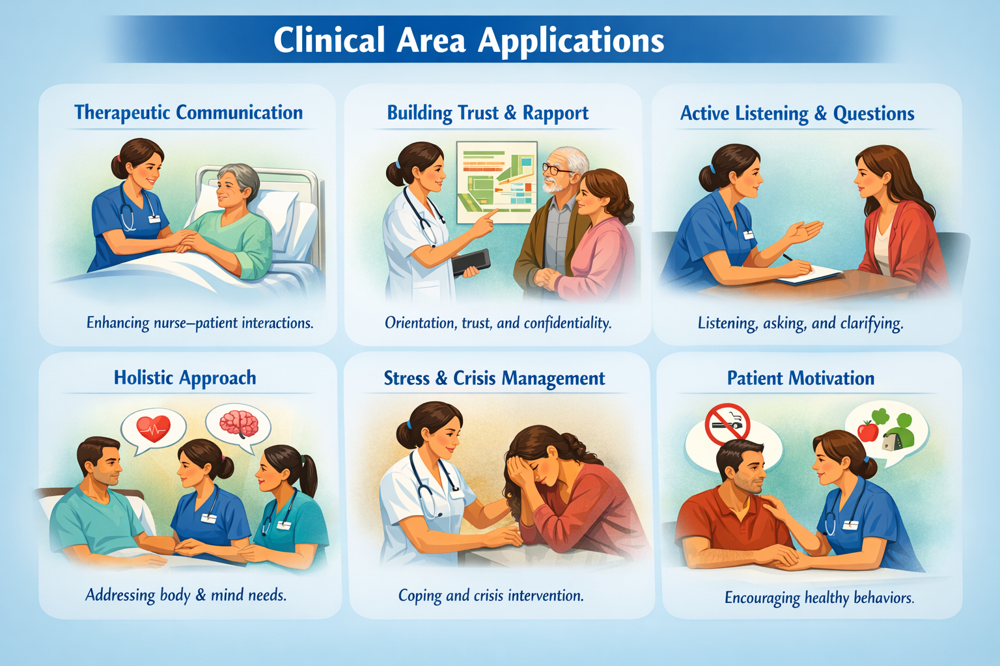 Clinical Area Applications
Therapeutic Communication
Enhancing nurse–patient interactions.
Building Trust & Rapport
Orientation, trust, and confidentiality.
Active Listening & Questions
Listening, asking, and clarifying.
Holistic Approach
Addressing body & mind needs.
Stress & Crisis Management
Coping and crisis intervention.
Patient Motivation
Encouraging healthy behaviors.